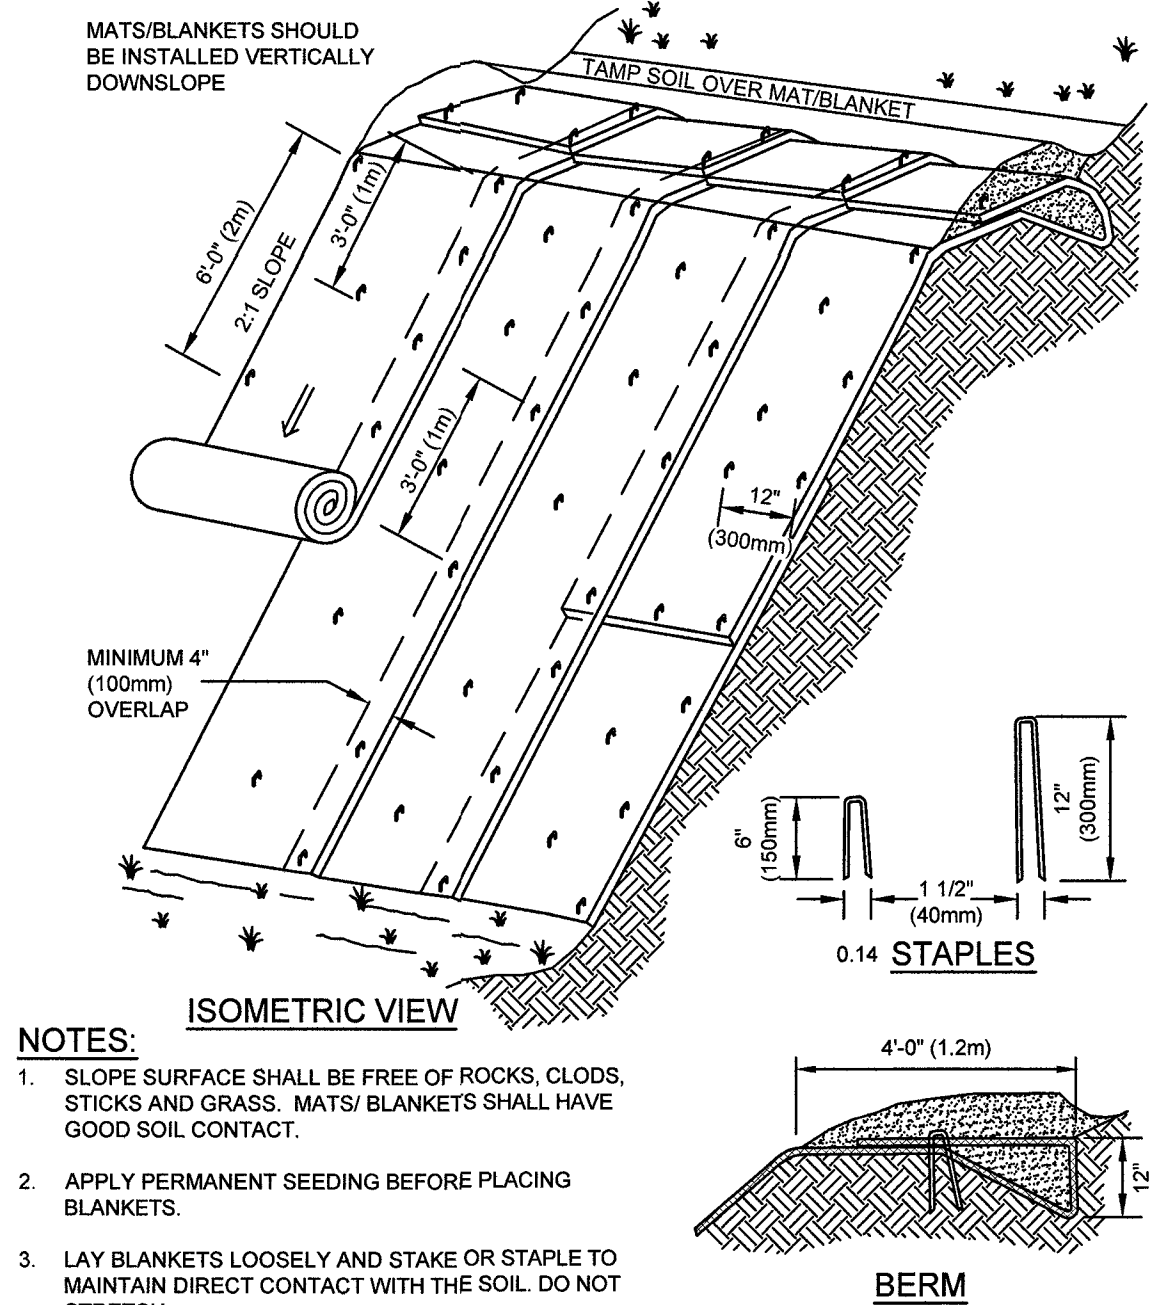 MATS/BLANKETS SHOULD
BE INSTALLED VERTICALLY
DOWNSLOPE
TAMP SOIL OVER MAT/BLANKET
6'-0" (2m)
3'-0" (1m)
2:1 SLOPE
3'-0" (1m)
12"
(300mm)
MINIMUM 4"
(100mm)
OVERLAP
6"
(150mm)
12"
(300mm)
1 1/2"
(40mm)
0.14 STAPLES
ISOMETRIC VIEW
NOTES:
1. SLOPE SURFACE SHALL BE FREE OF ROCKS, CLODS,
STICKS AND GRASS. MATS/ BLANKETS SHALL HAVE
GOOD SOIL CONTACT.
2. APPLY PERMANENT SEEDING BEFORE PLACING
BLANKETS.
3. LAY BLANKETS LOOSELY AND STAKE OR STAPLE TO
MAINTAIN DIRECT CONTACT WITH THE SOIL. DO NOT
4'-0" (1.2m)
12"
BERM